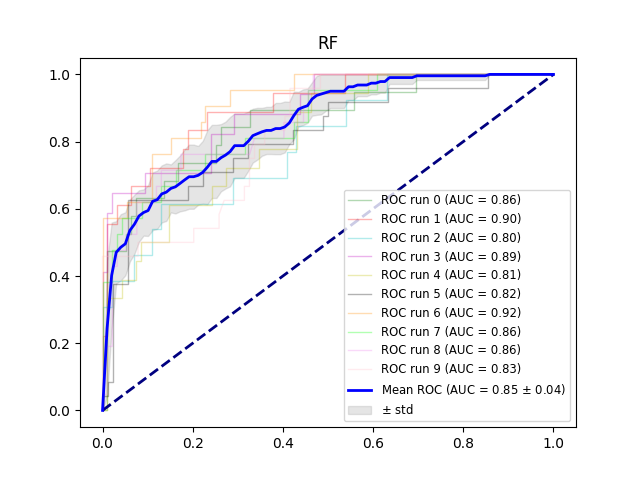 RF
1.0
0.8
0.6
0.4
0.2
0.0
ROC run 0 (AUC = 0.86)
ROC run 1 (AUC = 0.90)
ROC run 2 (AUC = 0.80)
ROC run 3 (AUC = 0.89)
ROC run 4 (AUC = 0.81)
ROC run 5 (AUC = 0.82)
ROC run 6 (AUC = 0.92)
ROC run 7 (AUC = 0.86)
ROC run 8 (AUC = 0.86)
ROC run 9 (AUC = 0.83)
Mean ROC (AUC = 0.85 ± 0.04)
± std
0.0 0.2 0.4 0.6 0.8 1.0